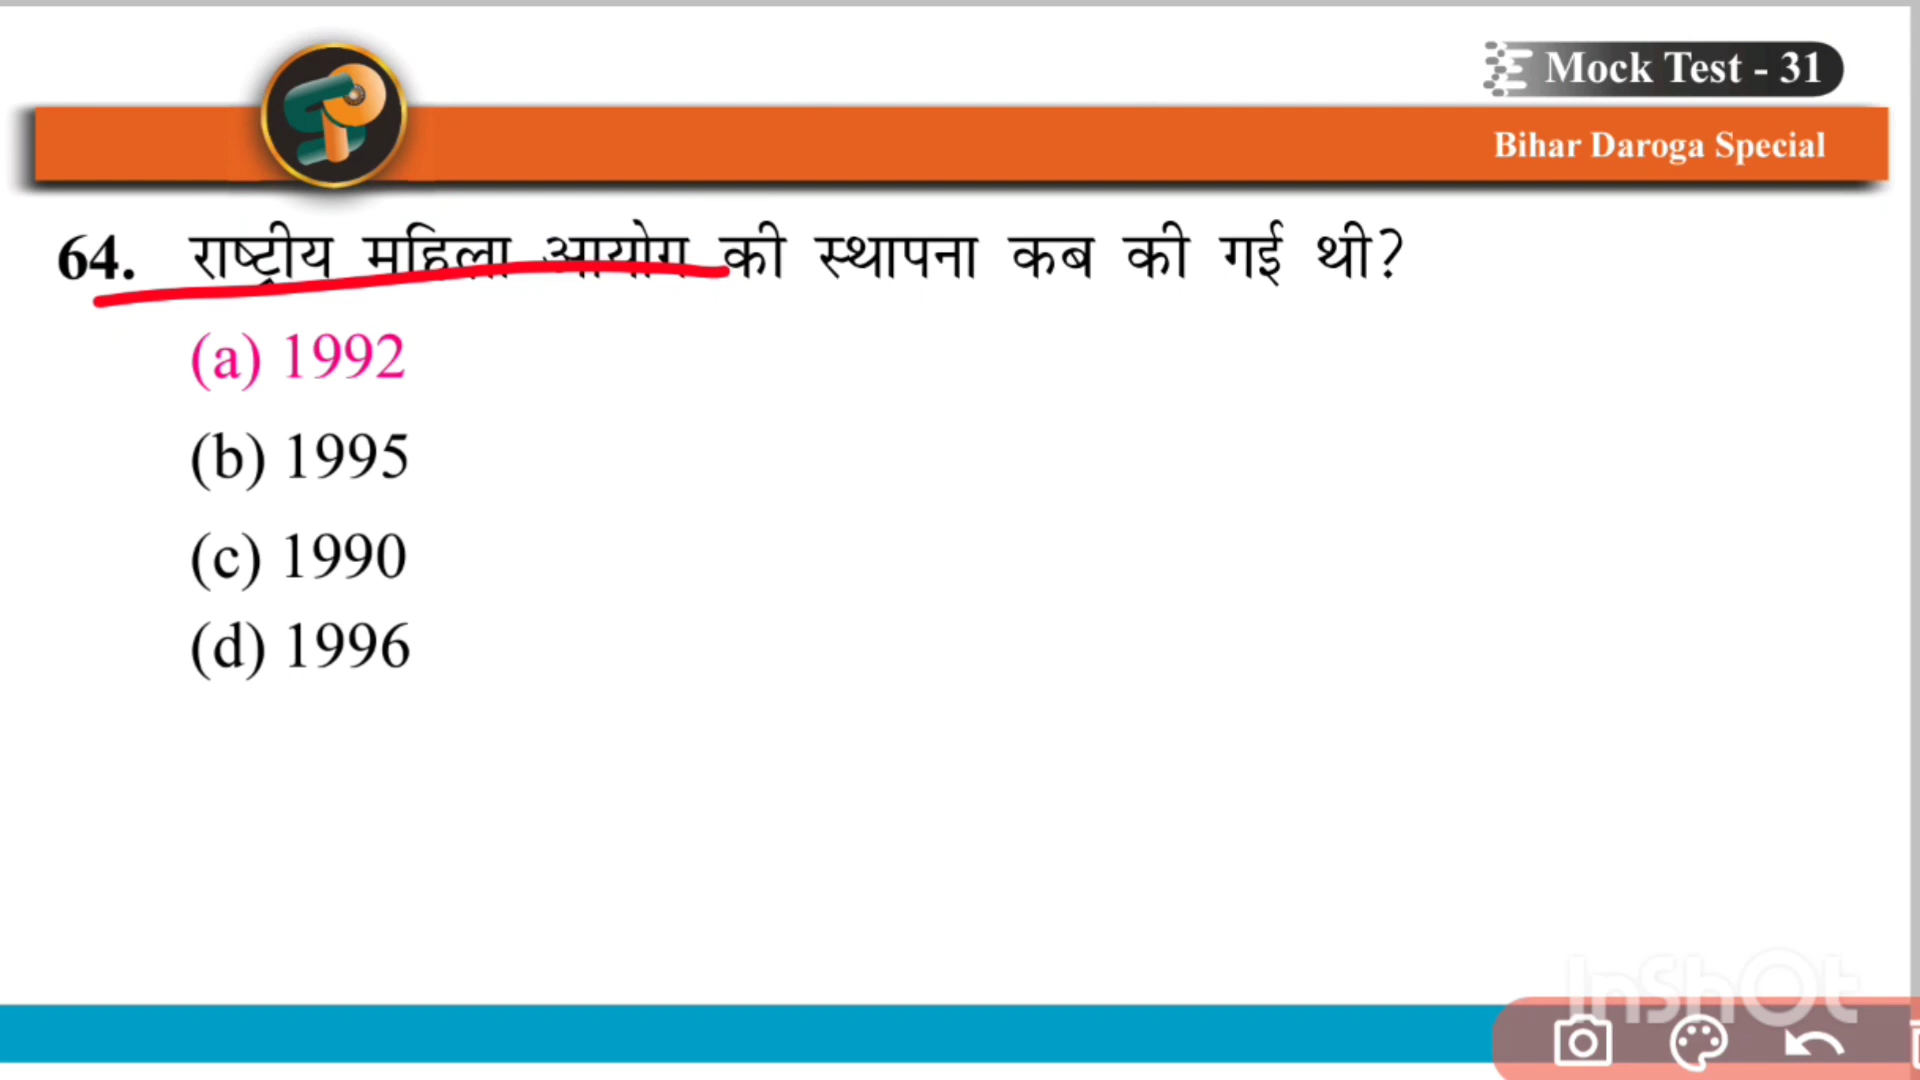 Mock Test - 31
Bihar Daroga Special
64. राष्ट्रीय महिला आयोग की स्थापना कब की गई थी?
(a) 1992
(b) 1995
(c) 1990
(d) 1996
InShOt